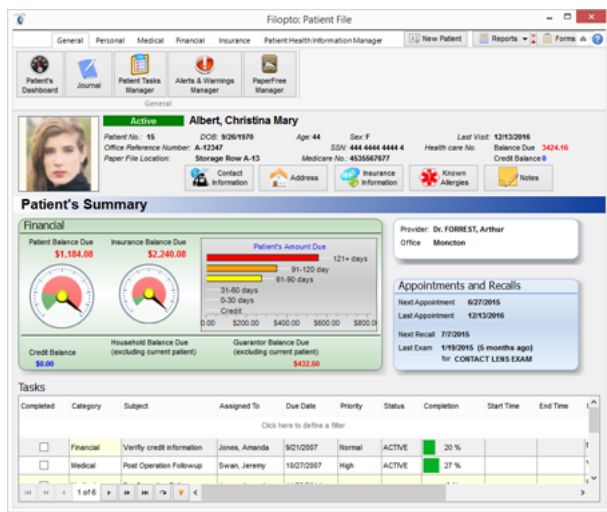 Filopto: Patient File
General Personal Medical Financial Insurance Patient Health Information Manager New Patient Reports Forms
Patient's Dashboard
Journal
Patient Tasks Manager
Alerts & Warnings Manager
PaperFree Manager
General
Active Albert, Christina Mary
Patient No.: 15 DOB: 9/26/1970 Age: 44 Sex: F Last Visit: 12/13/2016
Office Reference Number: A-12347 SSN: 444 4444 4444 4 Health care No. Balance Due 3424.16
Paper File Location: Storage Row A-13 Medicare No.: 4535567677 Credit Balance 0
Contact Information
Address
Insurance Information
Known Allergies
Notes
Patient's Summary
Financial
Patient Balance Due Insurance Balance Due
$1,184.08 $2,240.08
Patient's Amount Due
121+ days
91-120 day
61-90 days
31-60 days
0-30 days
Credit
0.00 $200.00 $400.00 $600.00 $800.0
Credit Balance
$0.00
Household Balance Due
(excluding current patient)
Guarantor Balance Due
(excluding current patient)
$432.50
Provider: Dr. FORREST, Arthur
Office Moncton
Appointments and Recalls
Next Appointment 6/27/2015
Last Appointment 12/13/2016
Next Recall 7/7/2015
Last Exam 1/19/2015 (5 months ago)
for CONTACT LENS EXAM
Tasks
Completed Category Subject Assigned To Due Date Priority Status Completion Start Time End Time
Click here to define a filter
Financial Verifiy credit information Jones, Amanda 9/21/2007 Normal ACTIVE 20 %
Medical Post Operation Followup Swan, Jeremy 10/27/2007 High ACTIVE 27 %
1 of 6